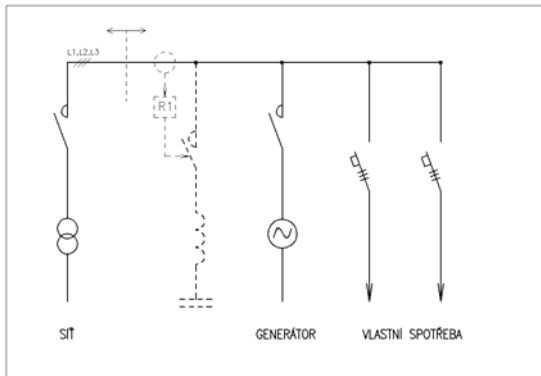 L1,L2,L3
R1
SÍŤ
GENERÁTOR
VLASTNÍ SPOTŘEBA